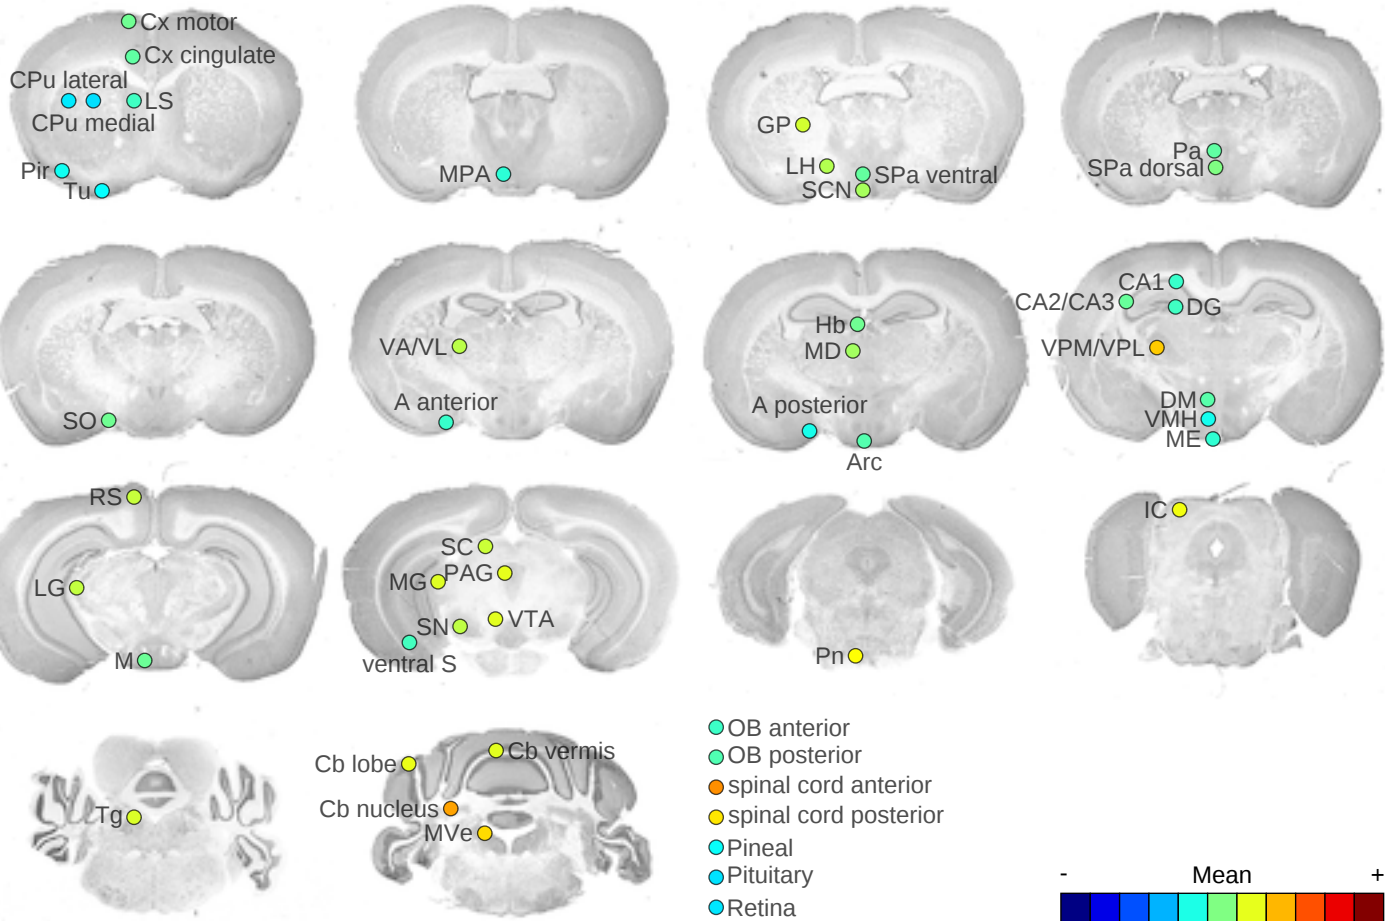 Cx motor
Cx cingulate
CPu lateral
LS
CPu medial
Pir
Tu
MPA
GP
LH
SPa ventral
SCN
Pa
SPa dorsal
SO
VA/VL
A anterior
Hb
MD
A posterior
Arc
CA1
CA2/CA3
DG
VPM/VPL
DM
VMH
ME
RS
LG
M
SC
MG
PAG
SN
VTA
ventral S
Pn
IC
Tg
Cb lobe
Cb vermis
Cb nucleus
MVe
OB anterior
OB posterior
spinal cord anterior
spinal cord posterior
Pineal
Pituitary
Retina
- Mean +